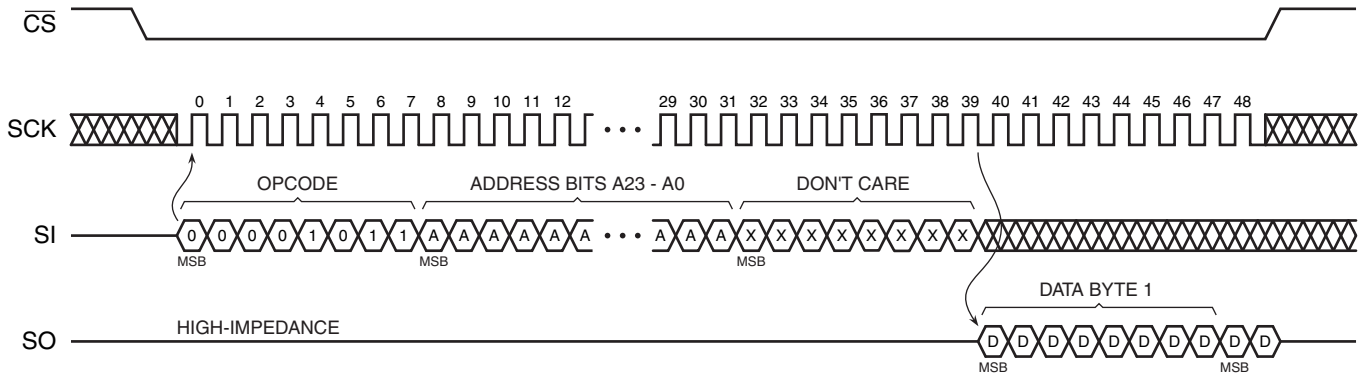 CS
0 1 2 3 4 5 6 7 8 9 10 11 12 29 30 31 32 33 34 35 36 37 38 39 40 41 42 43 44 45 46 47 48
SCK
OPCODE ADDRESS BITS A23 - A0 DON'T CARE
SI 0 0 0 0 1 0 1 1 A A A A A A A A A X X X X X X X X
MSB MSB MSB
DATA BYTE 1
HIGH-IMPEDANCE
SO D D D D D D D D D D
MSB MSB